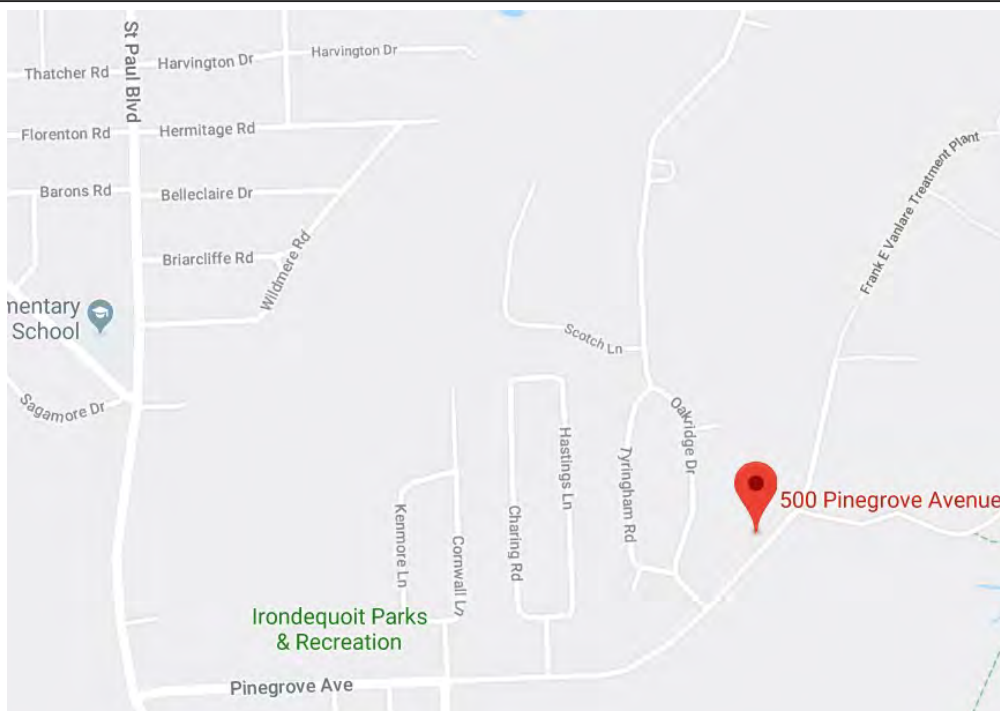 St Paul Blvd
Harvington Dr
Harvington Dr
Thatcher Rd
Florenton Rd
Hermitage Rd
Frank E Vanlare Treatment Plant
Barons Rd
Belleclaire Dr
Briarcliffe Rd
Wildmere Rd
mentary
School
Scotch Ln
Sagamore Dr
Oakridge Dr
Hastings Ln
Tyringham Rd
500 Pinegrove Avenue
Kenmore Ln
Charing Rd
Cornwall Ln
Irondequoit Parks
& Recreation
Pinegrove Ave